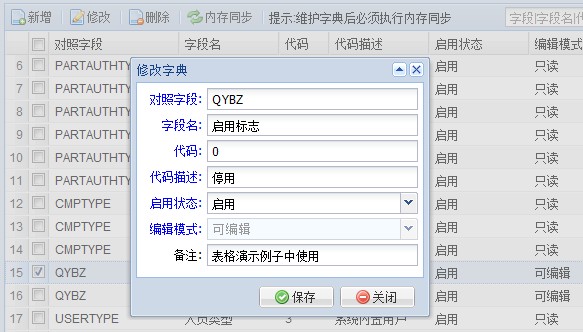 新增 修改 删除 内存同步 提示:维护字典后必须执行内存同步 字段|字段名|代
对照字段 字段名 代码 代码描述 启用状态 编辑模式
修改字典
对照字段: QYBZ
字段名: 启用标志
代码: 0
代码描述: 停用
启用状态: 启用
编辑模式: 可编辑
备注: 表格演示例子中使用
保存 关闭
6 PARTAUTHTY 启用 只读
7 PARTAUTHTY 启用 只读
8 PARTAUTHTY 启用 只读
9 PARTAUTHTY 启用 只读
10 PARTAUTHTY 启用 只读
11 PARTAUTHTY 启用 只读
12 CMPTYPE 启用 只读
13 CMPTYPE 启用 只读
14 CMPTYPE 启用 只读
15 QYBZ 启用 可编辑
16 QYBZ 启用 可编辑
17 USERTYPE 人员类型 3 系统内置用户 启用 只读